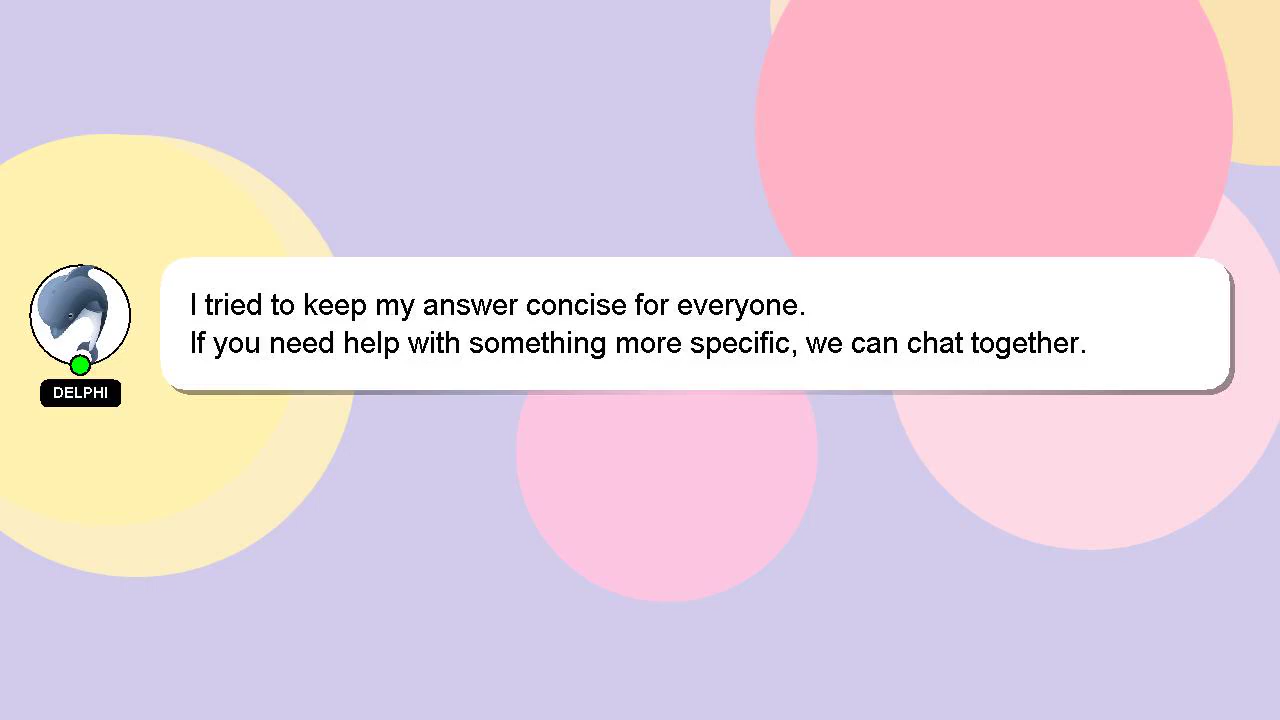 I tried to keep my answer concise for everyone.
If you need help with something more specific, we can chat together.
DELPHI